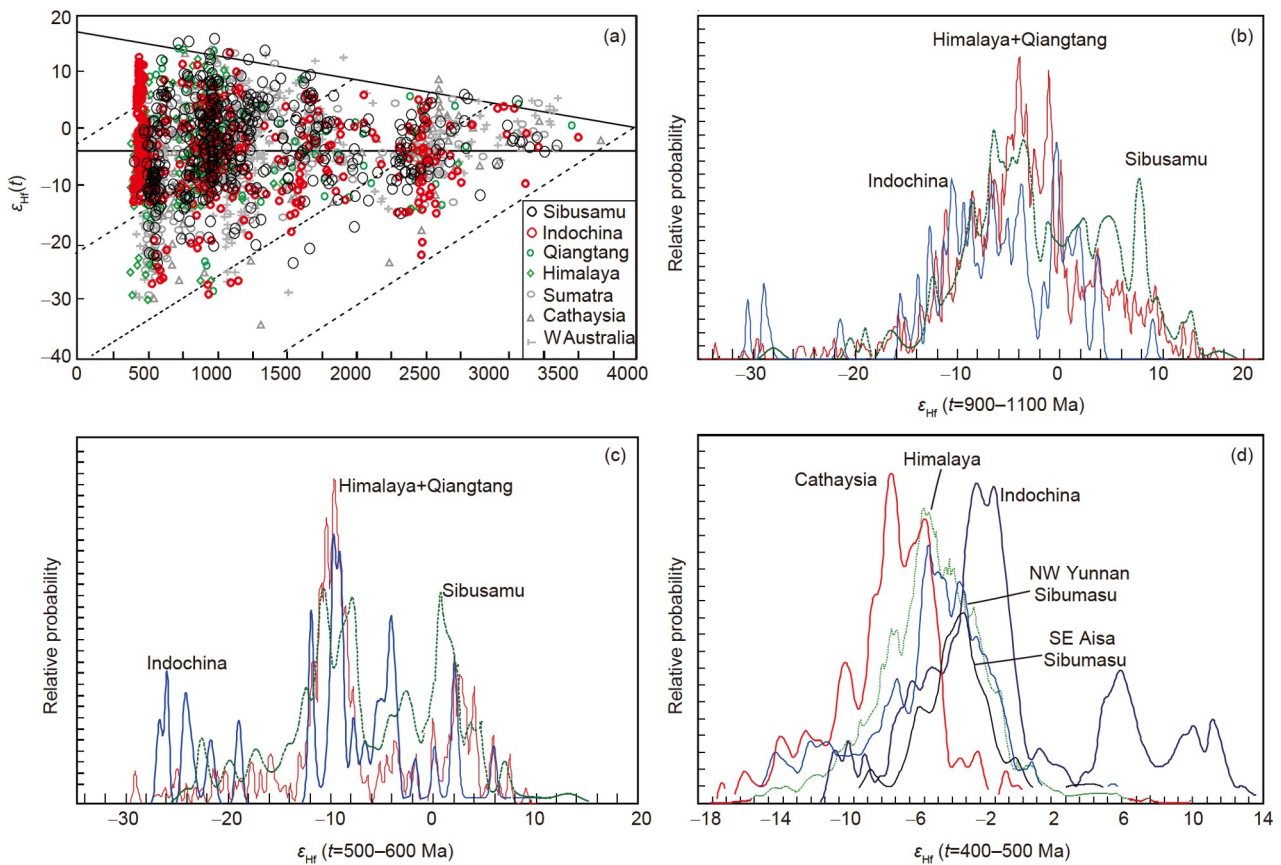 (a)
20
10
0
–10
–20
–30
–40
εHf(t)
0 500 1000 1500 2000 2500 3000 3500 4000
Sibusamu
Indochina
Qiangtang
Himalaya
Sumatra
Cathaysia
W Australia
(b)
Himalaya+Qiangtang
Sibusamu
Indochina
Relative probability
–30 –20 –10 0 10 20
εHf (t=900–1100 Ma)
(c)
Himalaya+Qiangtang
Sibusamu
Indochina
Relative probability
–30 –20 –10 0 10 20
εHf (t=500–600 Ma)
(d)
Himalaya
Cathaysia
Indochina
NW Yunnan
Sibumasu
SE Aisa
Sibumasu
Relative probability
–18 –14 –10 –6 –2 2 6 10 14
εHf (t=400–500 Ma)